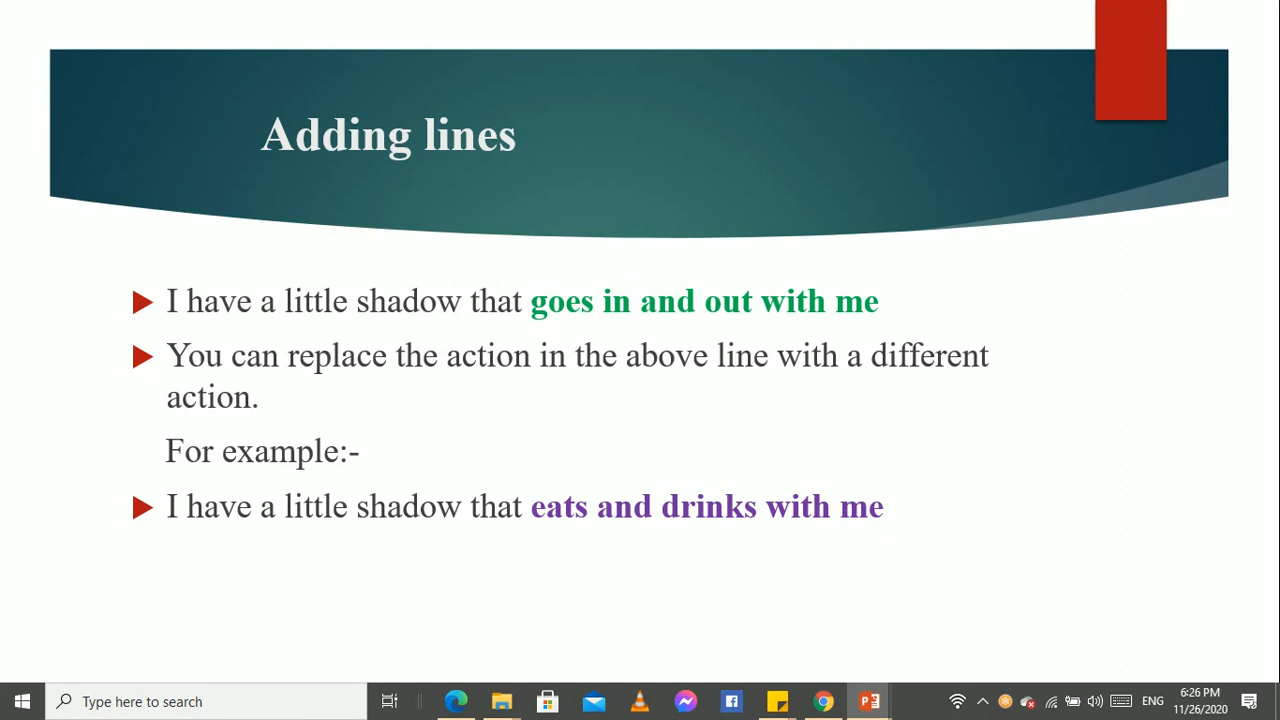 Adding lines
I have a little shadow that goes in and out with me
You can replace the action in the above line with a different
action.
For example:-
I have a little shadow that eats and drinks with me
Type here to search
ENG
6:26 PM
11/26/2020